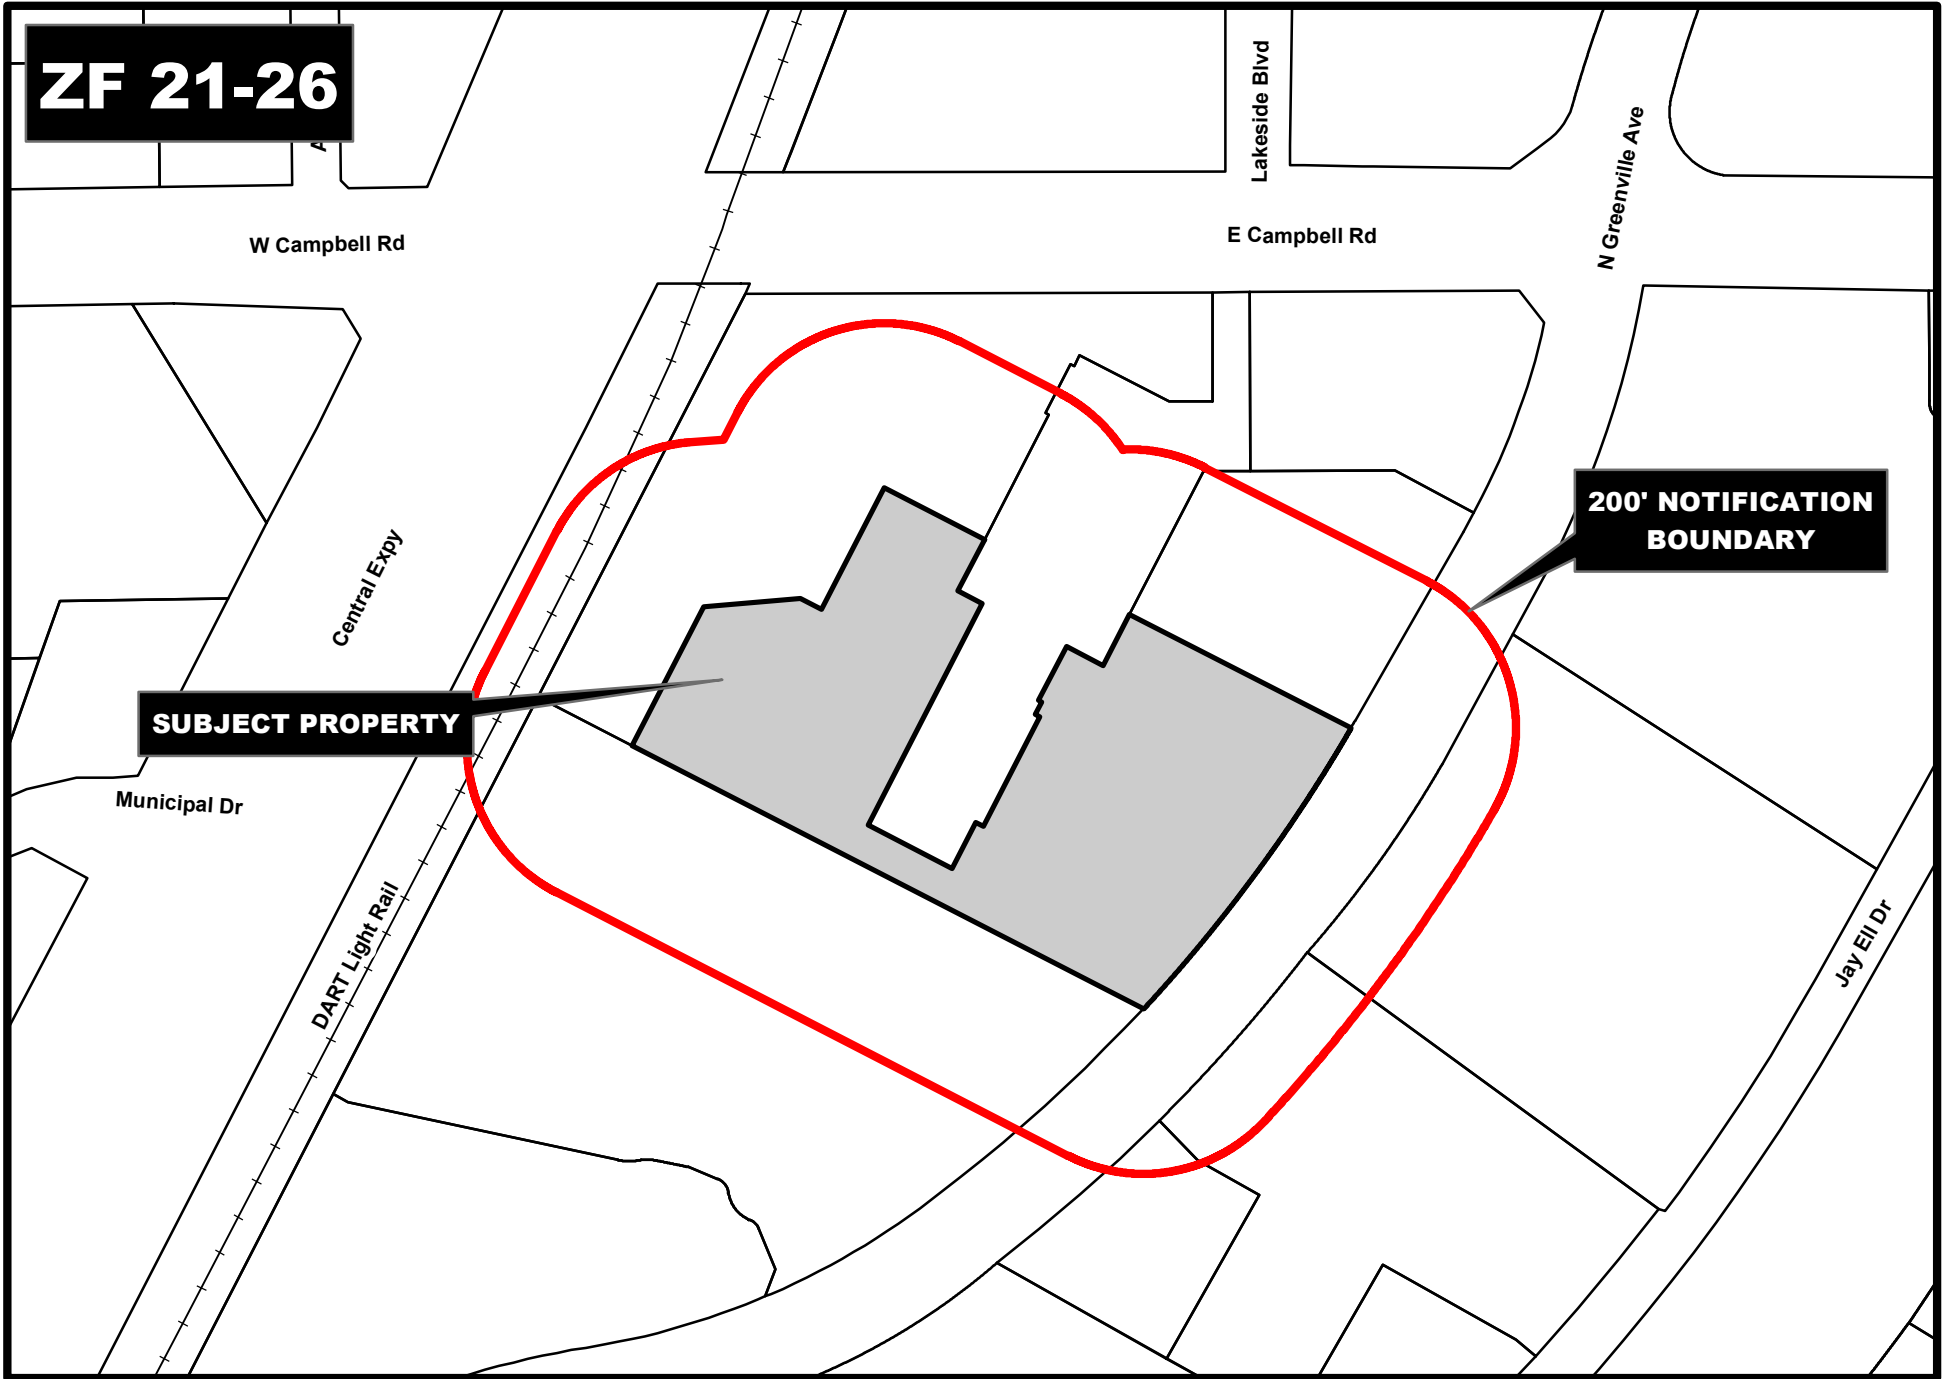 ZF 21-26
A
Lakeside Blvd
N Greenville Ave
W Campbell Rd
E Campbell Rd
200' NOTIFICATION
BOUNDARY
Central Expy
SUBJECT PROPERTY
Municipal Dr
DART Light Rail
Jay Ell Dr